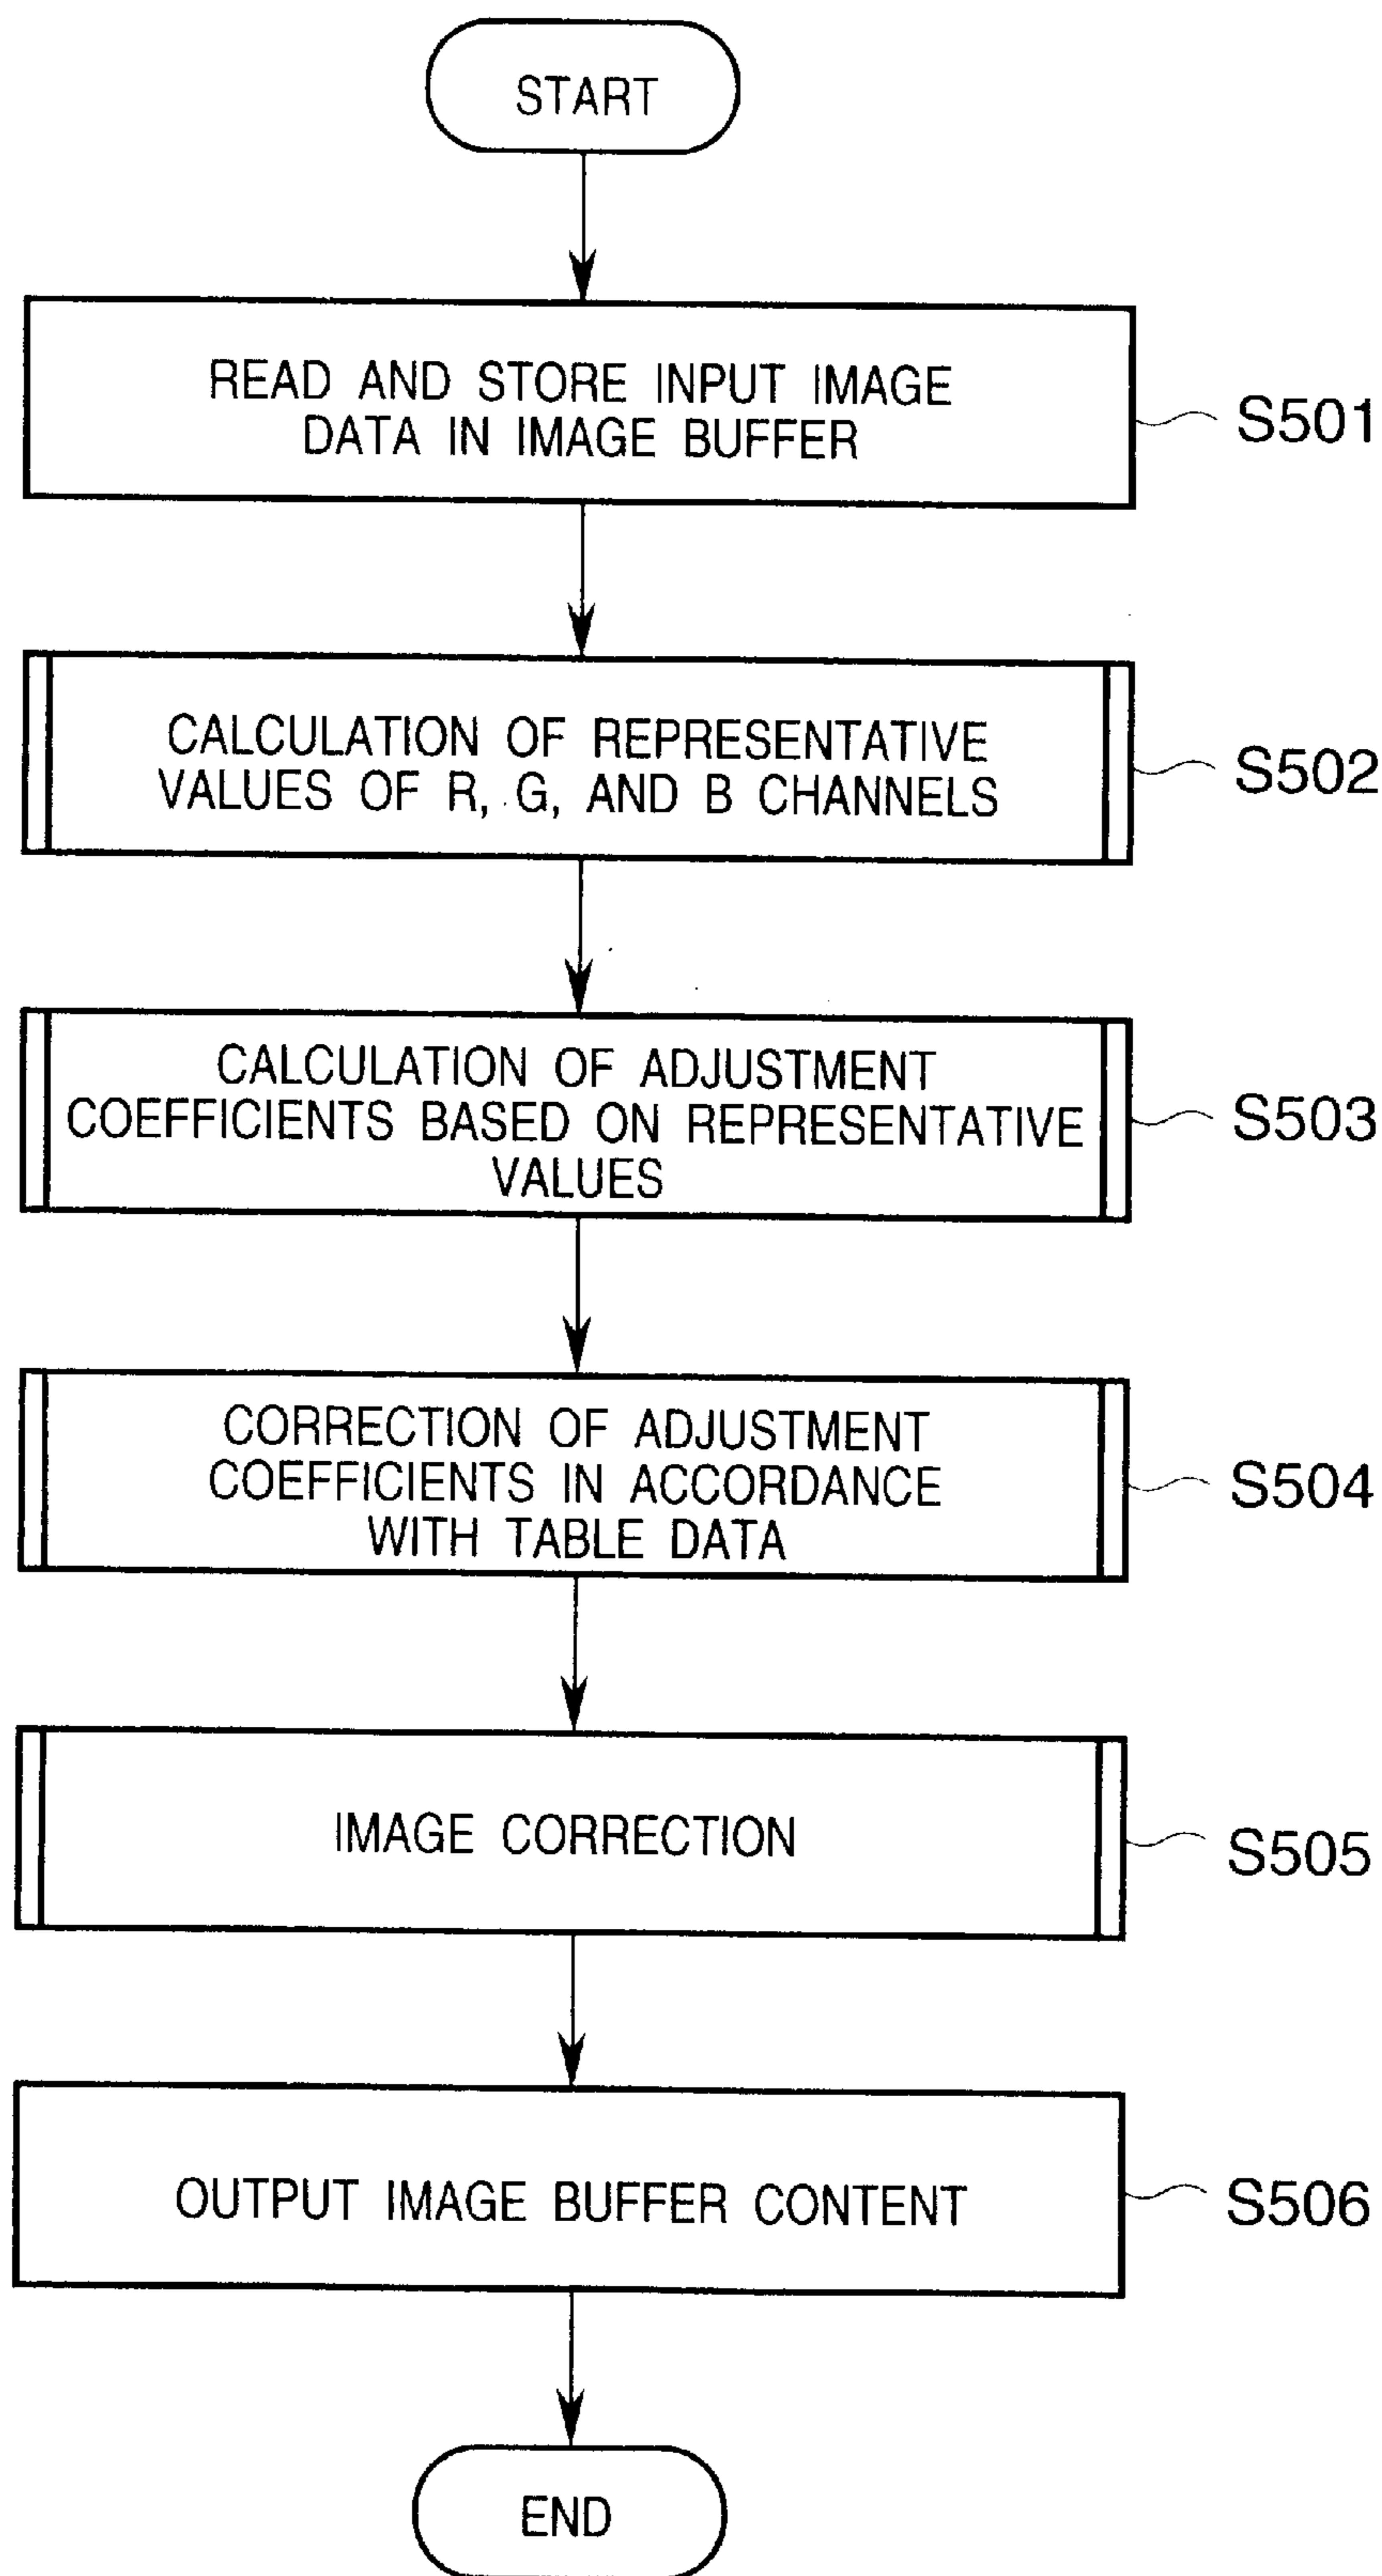 START
READ AND STORE INPUT IMAGE
DATA IN IMAGE BUFFER
S501
CALCULATION OF REPRESENTATIVE
VALUES OF R, G, AND B CHANNELS
S502
CALCULATION OF ADJUSTMENT
COEFFICIENTS BASED ON REPRESENTATIVE
VALUES
S503
CORRECTION OF ADJUSTMENT
COEFFICIENTS IN ACCORDANCE
WITH TABLE DATA
S504
IMAGE CORRECTION
S505
OUTPUT IMAGE BUFFER CONTENT
S506
END